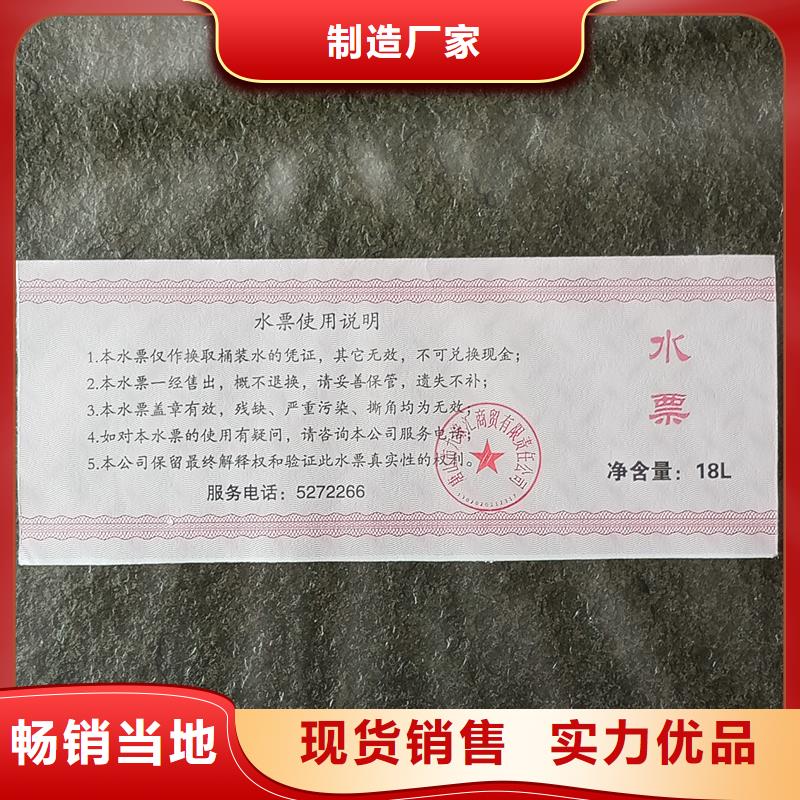 制造厂家
水票使用说明
1.本水票仅作换取桶装水的凭证，其它无效，不可兑换现金；
2.本水票一经售出，概不退换，请妥善保管，遗失不补；
3.本水票盖章有效，残缺、严重污染、撕角均为无效；
4.如对本水票的使用有疑问，请咨询本公司服务电话；
5.本公司保留最终解释权和验证此水票真实性的权利。
服务电话：5272266
商贸有限责任公司
水
票
净含量：18L
畅销当地
现货销售 实力优品